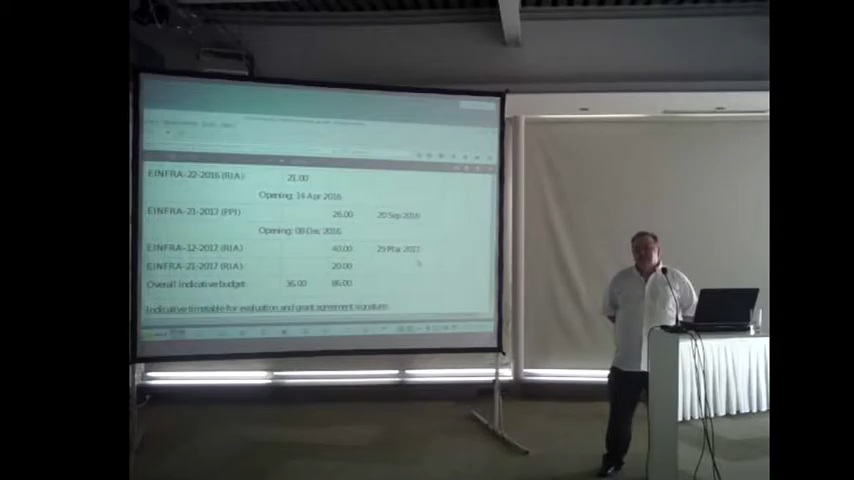 EINFRA-22-2016 (RIA) 21.00
Opening: 14 Apr 2016
EINFRA-21-2017 (PPI) 26.00 20 Sep 2016
Opening: 08 Dec 2016
EINFRA-12-2017 (RIA) 40.00 29 Mar 2017
EINFRA-21-2017 (RIA) 20.00
Overall indicative budget 36.00 86.00
Indicative timetable for evaluation and grant agreement signature: